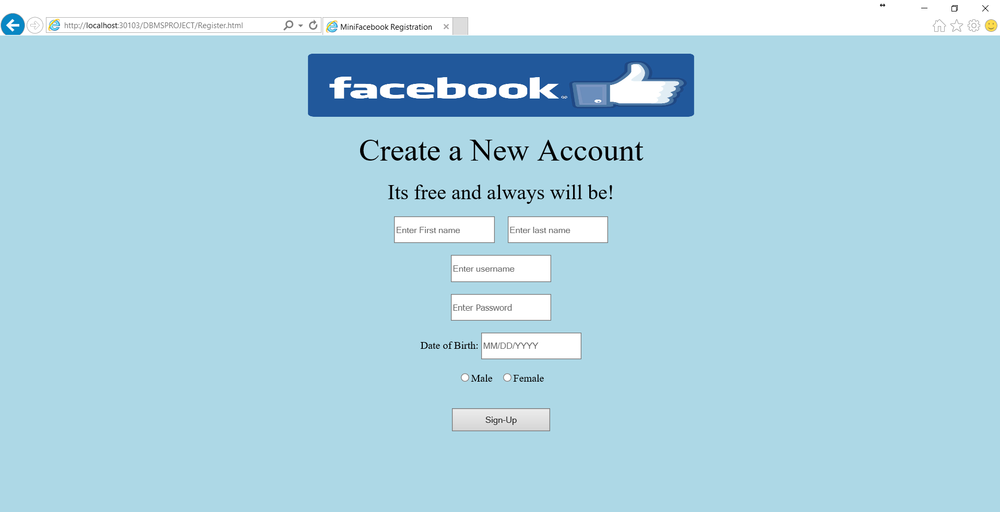 http://localhost:30103/DBMSPROJECT/Register.html
MiniFacebook Registration
facebook
Create a New Account
Its free and always will be!
Enter First name Enter last name
Enter username
Enter Password
Date of Birth: MM/DD/YYYY
Male Female
Sign-Up